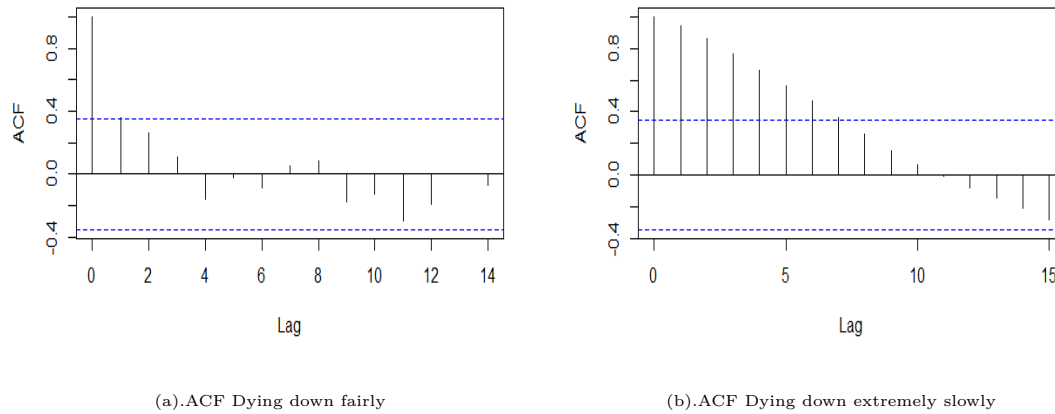 0.8
0.4
0.0
-0.4
ACF
0 2 4 6 8 10 12 14
Lag
(a).ACF Dying down fairly
0.8
0.4
0.0
-0.4
ACF
0 5 10 15
Lag
(b).ACF Dying down extremely slowly